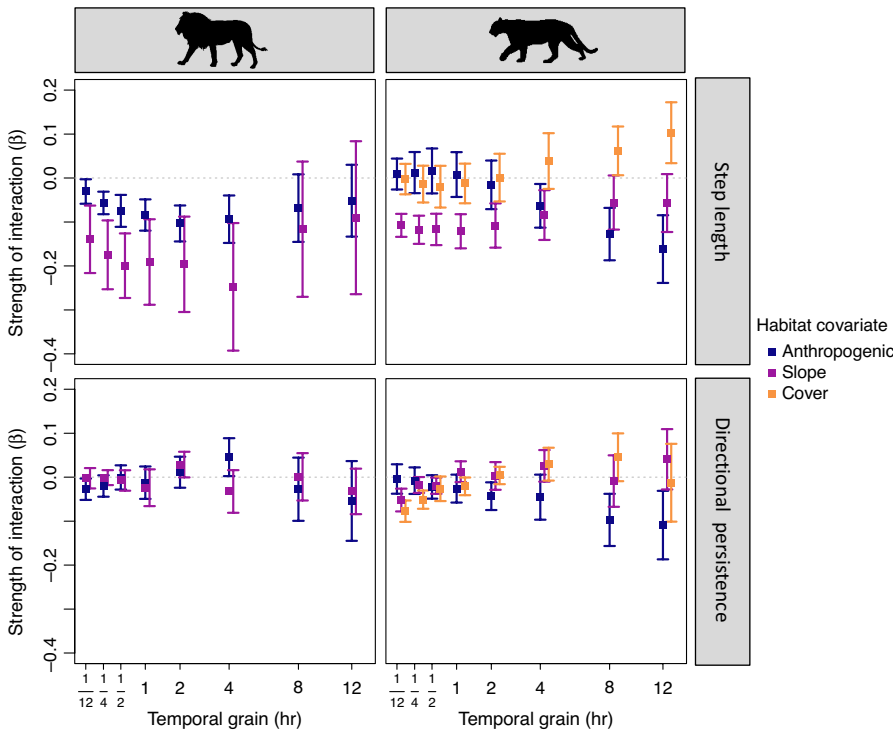 0.2
0.1
0.0
−0.2
−0.4
Strength of interaction (β)
Step length
Habitat covariate
Anthropogenic
Slope
Cover
0.2
0.1
0.0
−0.2
−0.4
Strength of interaction (β)
Directional persistence
1/12 1/4 1/2 1 2 4 8 12
1/12 1/4 1/2 1 2 4 8 12
Temporal grain (hr)
Temporal grain (hr)